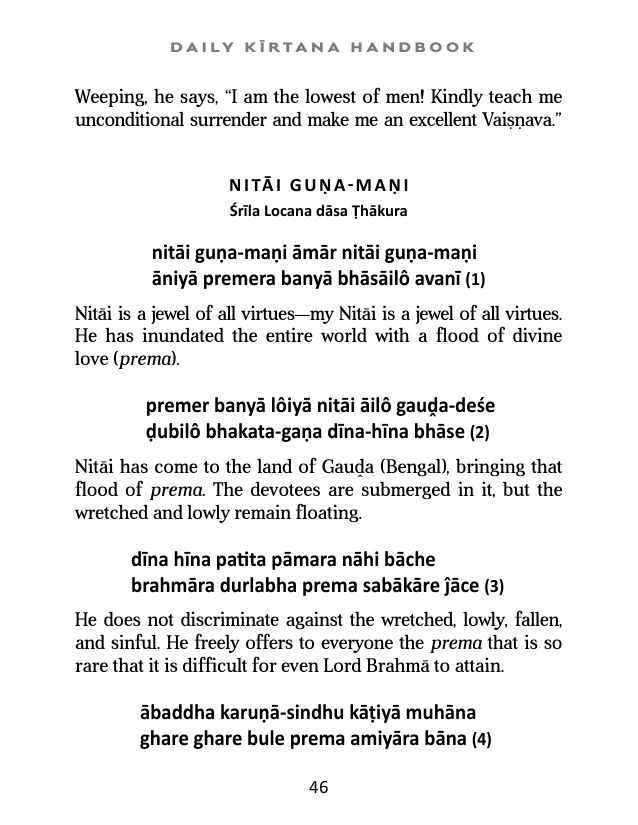 DAILY KĪRTANA HANDBOOK
Weeping, he says, “I am the lowest of men! Kindly teach me
unconditional surrender and make me an excellent Vaiṣṇava.”
NITĀI GUṆA-MAṆI
Śrīla Locana dāsa Ṭhākura
nitāi guṇa-maṇi āmār nitāi guṇa-maṇi
āniyā premera banyā bhāsāilô avanī (1)
Nitāi is a jewel of all virtues—my Nitāi is a jewel of all virtues.
He has inundated the entire world with a flood of divine
love (prema).
premer banyā lôiyā nitāi āilô gauḓa-deśe
ḍubilô bhakata-gaṇa dīna-hīna bhāse (2)
Nitāi has come to the land of Gauḓa (Bengal), bringing that
flood of prema. The devotees are submerged in it, but the
wretched and lowly remain floating.
dīna hīna patita pāmara nāhi bāche
brahmāra durlabha prema sabākāre ĵāce (3)
He does not discriminate against the wretched, lowly, fallen,
and sinful. He freely offers to everyone the prema that is so
rare that it is difficult for even Lord Brahmā to attain.
ābaddha karuṇā-sindhu kāṭiyā muhāna
ghare ghare bule prema amiyāra bāna (4)
46